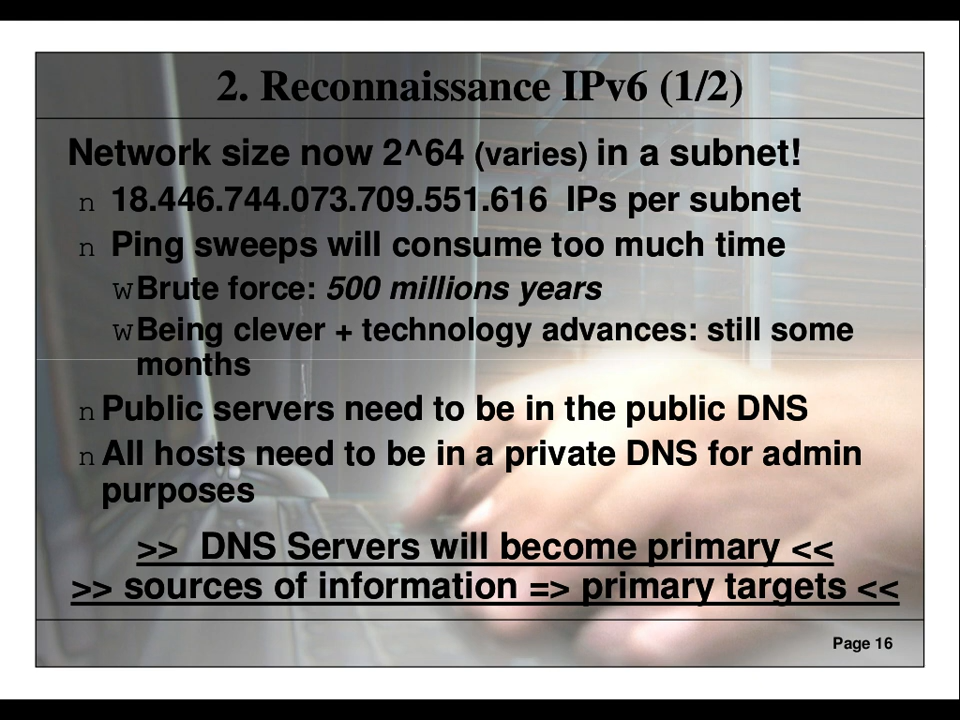 2. Reconnaissance IPv6 (1/2)
Network size now 2^64 (varies) in a subnet!
n 18.446.744.073.709.551.616 IPs per subnet
n Ping sweeps will consume too much time
w Brute force: 500 millions years
w Being clever + technology advances: still some
months
n Public servers need to be in the public DNS
n All hosts need to be in a private DNS for admin
purposes
>> DNS Servers will become primary <<
>> sources of information => primary targets <<
Page 16